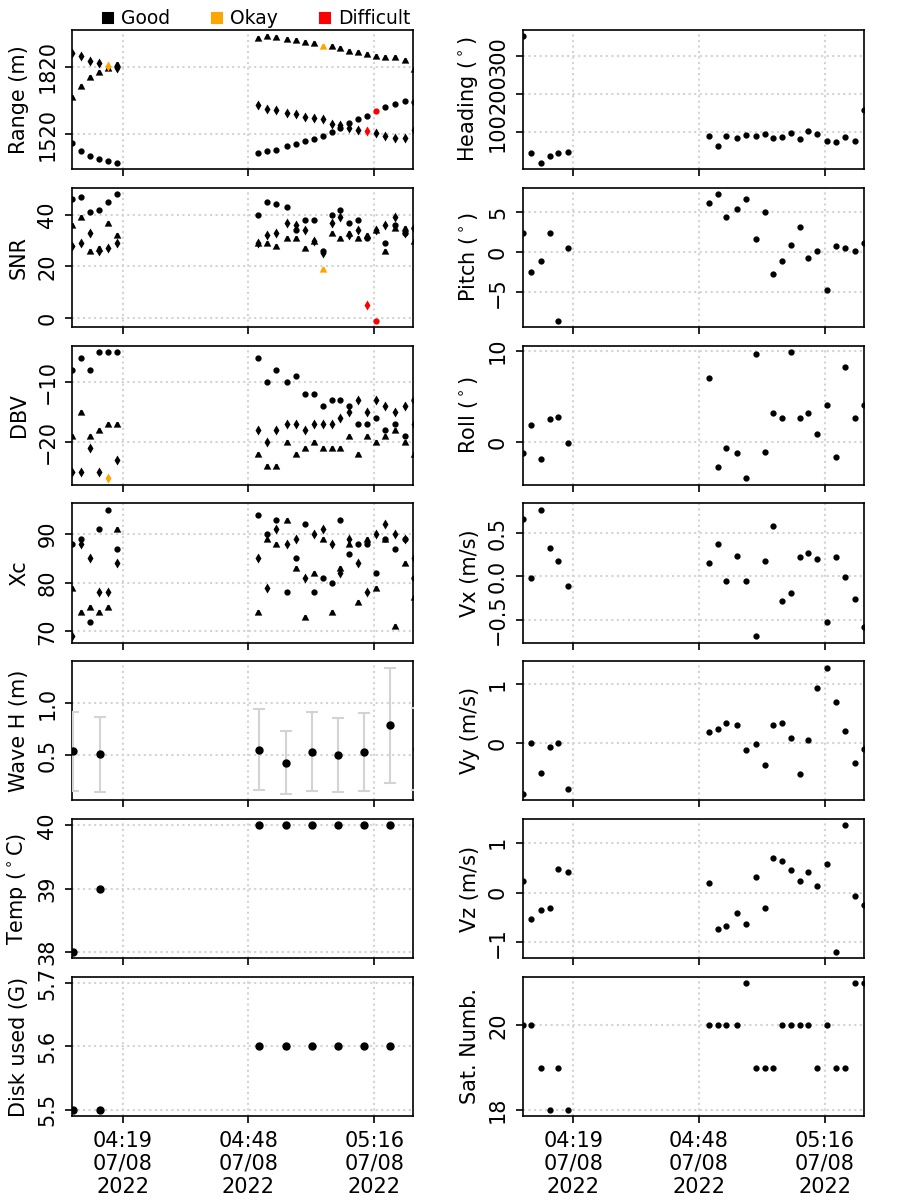 Good Okay Difficult
Range (m)
1820
1520
Heading (°)
300
200
100
SNR
40
20
0
Pitch (°)
5
0
−5
DBV
−10
−20
Roll (°)
10
0
Xc
90
80
70
Vx (m/s)
0.5
0.0
−0.5
Wave H (m)
1.0
0.5
Vy (m/s)
1
0
Temp (°C)
40
39
38
Vz (m/s)
1
0
−1
Disk used (G)
5.7
5.6
5.5
Sat. Numb.
20
18
04:19 04:48 05:16 04:19 04:48 05:16
07/08 07/08 07/08 07/08 07/08 07/08
2022 2022 2022 2022 2022 2022